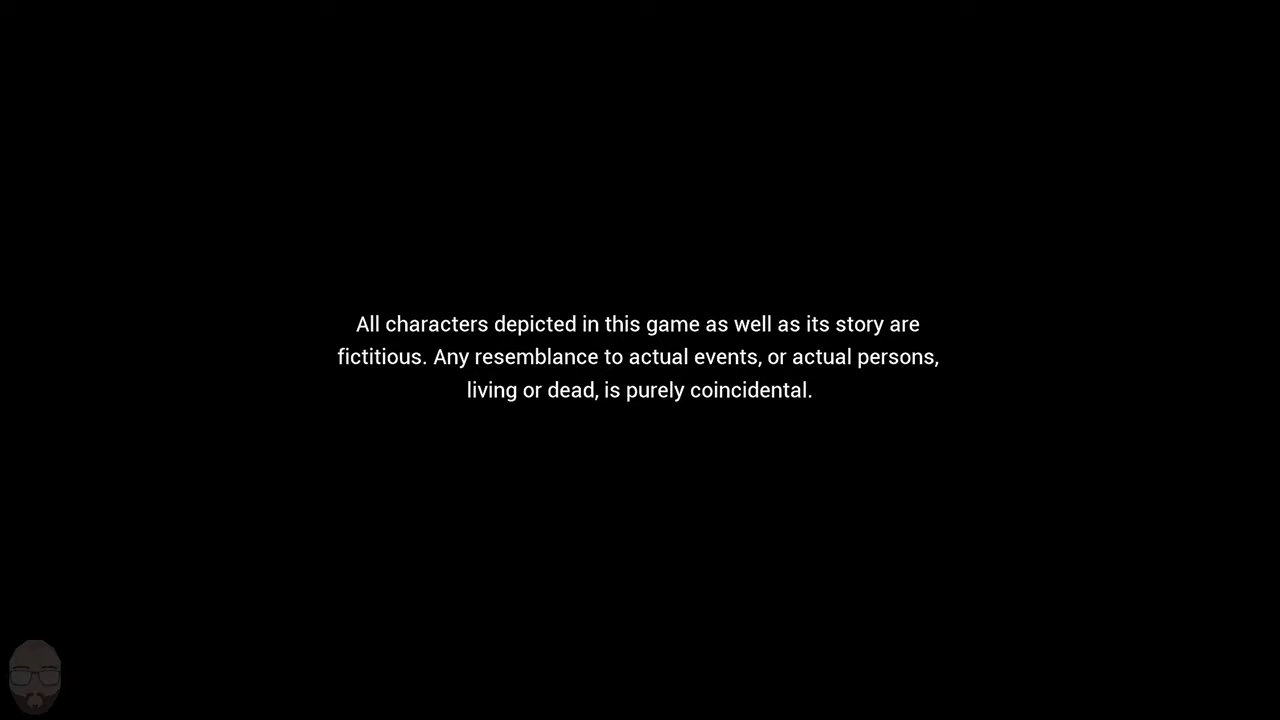 All characters depicted in this game as well as its story are
fictitious. Any resemblance to actual events, or actual persons,
living or dead, is purely coincidental.